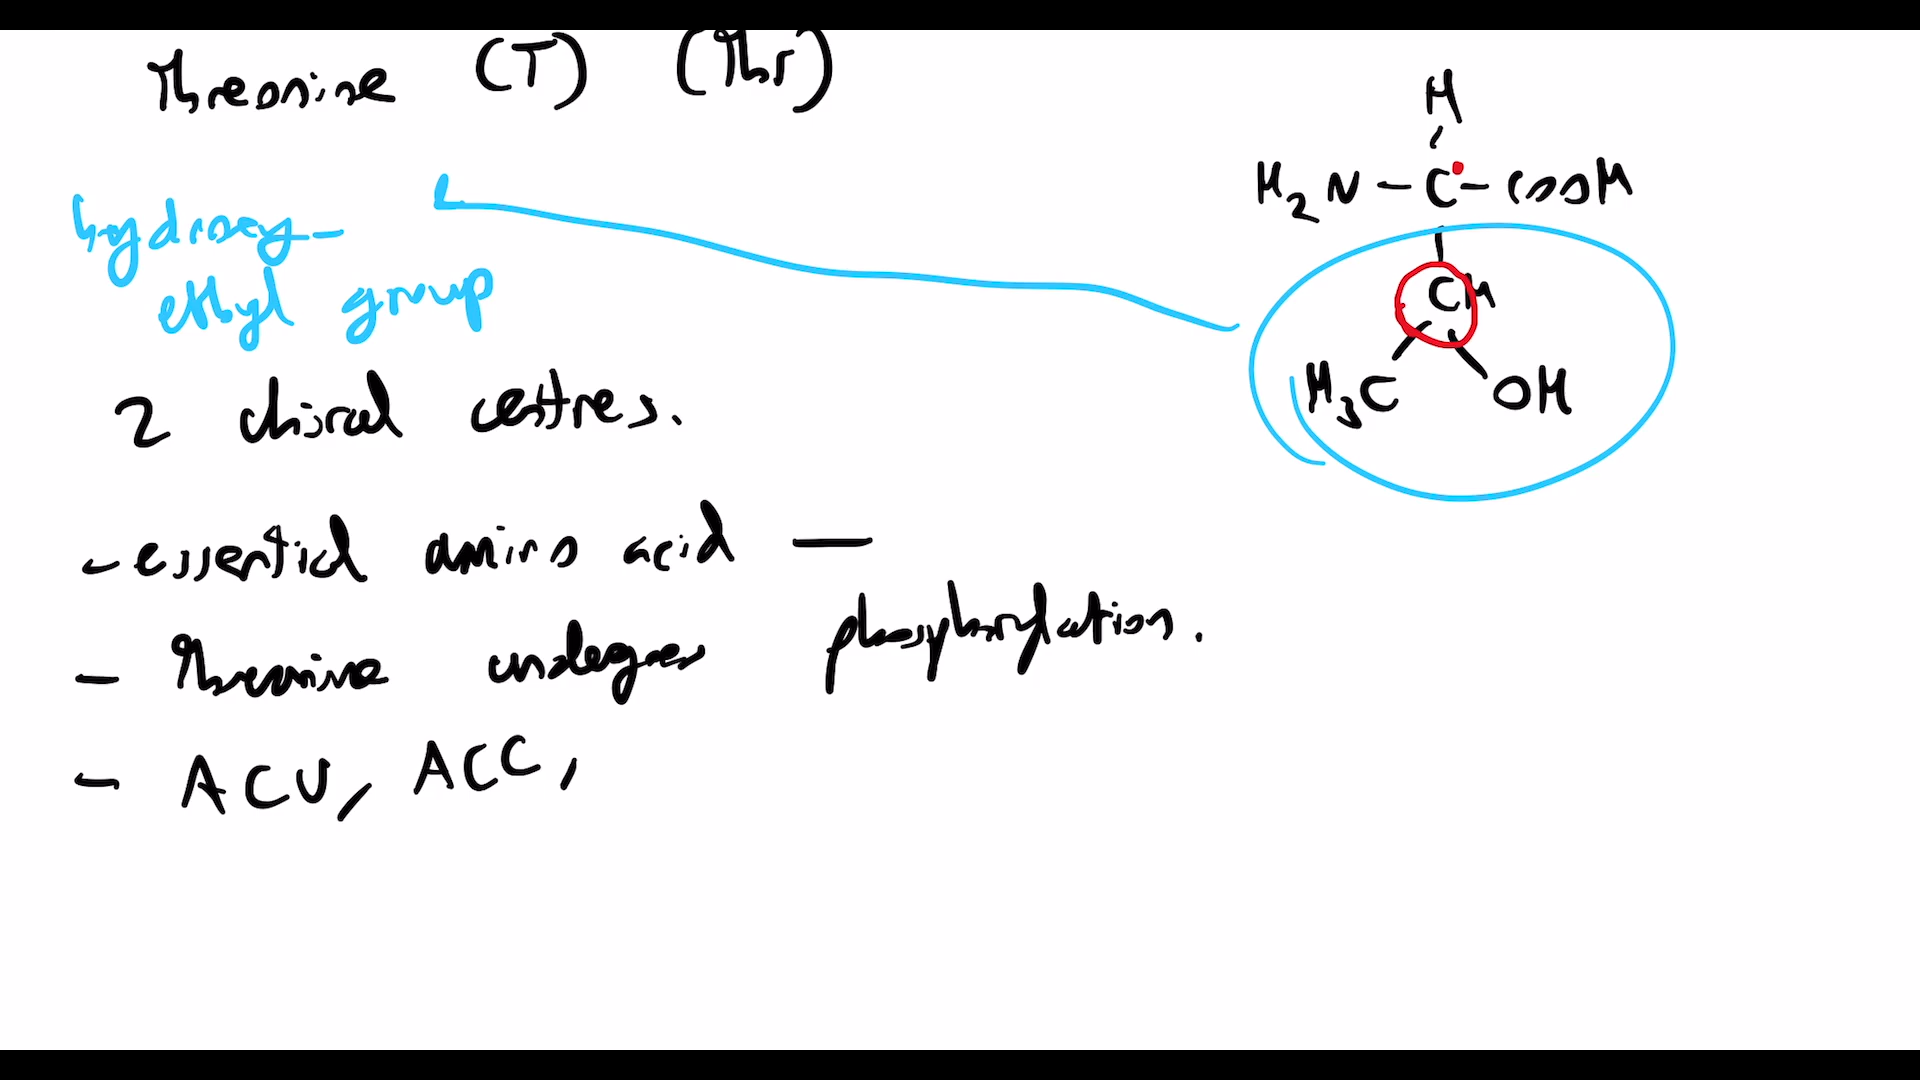 Threonine (T) (Thr)
H
H2N - C - COOH
hydroxy-
ethyl group
CH
H3C OH
2 chiral centres.
- essential amino acid —
- Threonine undergoes phosphorylation.
- ACU, ACC,